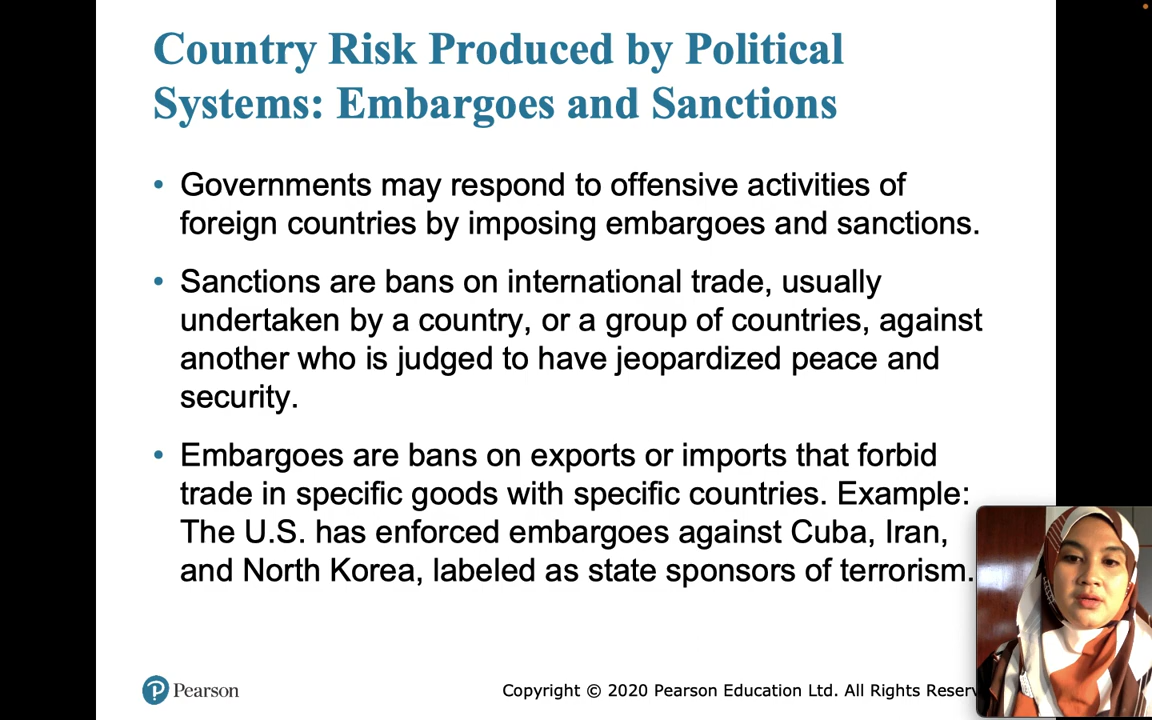 Country Risk Produced by Political
Systems: Embargoes and Sanctions
• Governments may respond to offensive activities of
foreign countries by imposing embargoes and sanctions.
• Sanctions are bans on international trade, usually
undertaken by a country, or a group of countries, against
another who is judged to have jeopardized peace and
security.
• Embargoes are bans on exports or imports that forbid
trade in specific goods with specific countries. Example:
The U.S. has enforced embargoes against Cuba, Iran,
and North Korea, labeled as state sponsors of terrorism.
P Pearson
Copyright © 2020 Pearson Education Ltd. All Rights